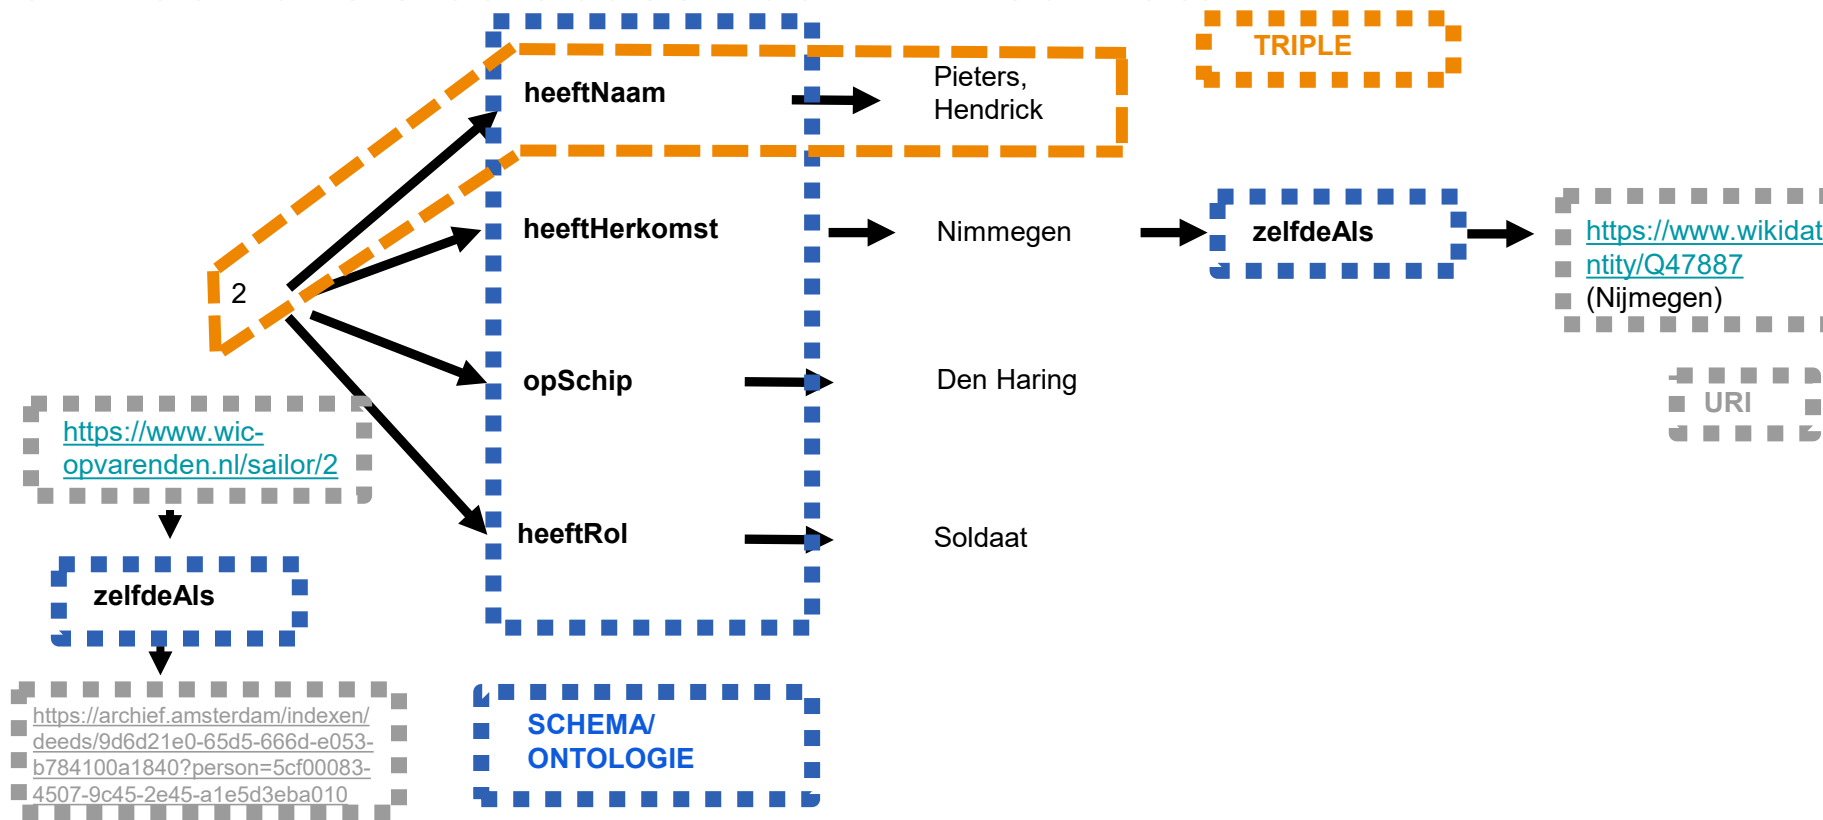 TRIPLE
heeftNaam
Pieters,
Hendrick
heeftHerkomst
Nimmegen
zelfdeAls
https://www.wikidat
ntity/Q47887
(Nijmegen)
2
opSchip
Den Haring
URI
https://www.wic-
opvarenden.nl/sailor/2
heeftRol
Soldaat
zelfdeAls
https://archief.amsterdam/indexen/
deeds/9d6d21e0-65d5-666d-e053-
b784100a1840?person=5cf00083-
4507-9c45-2e45-a1e5d3eba010
SCHEMA/
ONTOLOGIE